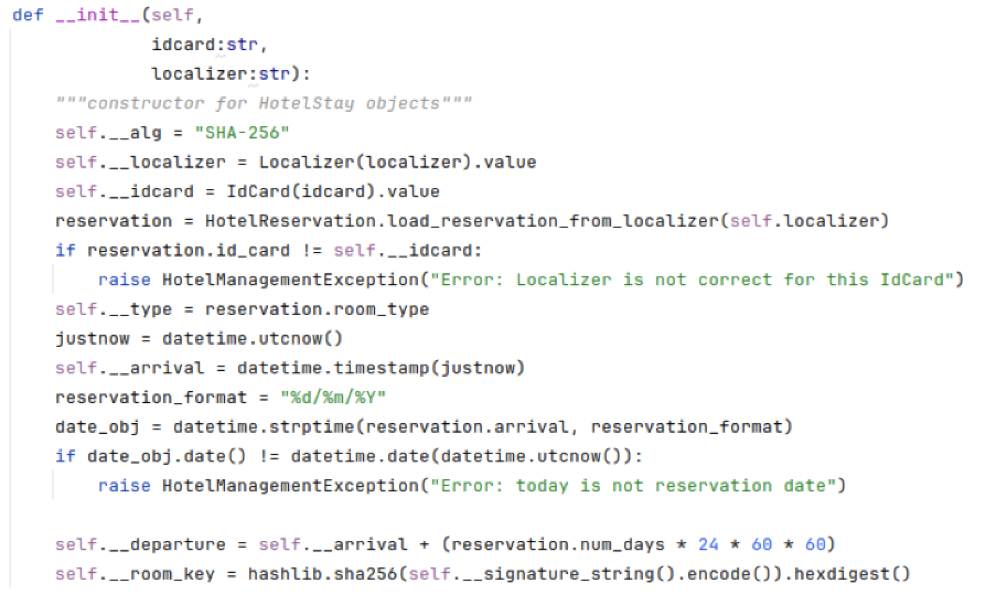 def __init__(self,
             idcard:str,
             localizer:str):
    """constructor for HotelStay objects"""
    self.__alg = "SHA-256"
    self.__localizer = Localizer(localizer).value
    self.__idcard = IdCard(idcard).value
    reservation = HotelReservation.load_reservation_from_localizer(self.localizer)
    if reservation.id_card != self.__idcard:
        raise HotelManagementException("Error: Localizer is not correct for this IdCard")
    self.__type = reservation.room_type
    justnow = datetime.utcnow()
    self.__arrival = datetime.timestamp(justnow)
    reservation_format = "%d/%m/%Y"
    date_obj = datetime.strptime(reservation.arrival, reservation_format)
    if date_obj.date() != datetime.date(datetime.utcnow()):
        raise HotelManagementException("Error: today is not reservation date")
    self.__departure = self.__arrival + (reservation.num_days * 24 * 60 * 60)
    self.__room_key = hashlib.sha256(self.__signature_string().encode()).hexdigest()